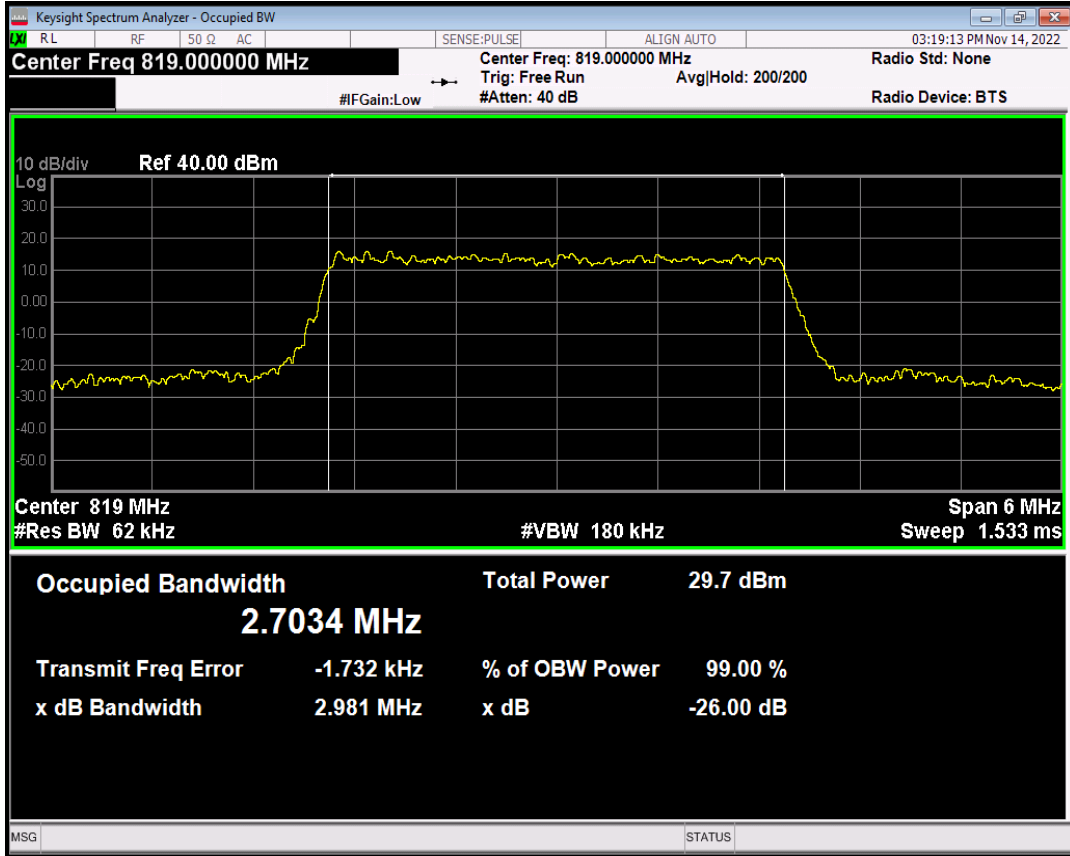 Keysight Spectrum Analyzer - Occupied BW
LXI RL RF 50 Ω AC SENSE:PULSE ALIGN AUTO 03:19:13 PM Nov 14, 2022
Center Freq 819.000000 MHz Center Freq: 819.000000 MHz Radio Std: None
Trig: Free Run Avg|Hold: 200/200
#IFGain:Low #Atten: 40 dB Radio Device: BTS
10 dB/div Ref 40.00 dBm
Log
30.0
20.0
10.0
0.00
-10.0
-20.0
-30.0
-40.0
-50.0
Center 819 MHz Span 6 MHz
#Res BW 62 kHz #VBW 180 kHz Sweep 1.533 ms
Occupied Bandwidth Total Power 29.7 dBm
2.7034 MHz
Transmit Freq Error -1.732 kHz % of OBW Power 99.00 %
x dB Bandwidth 2.981 MHz x dB -26.00 dB
MSG STATUS